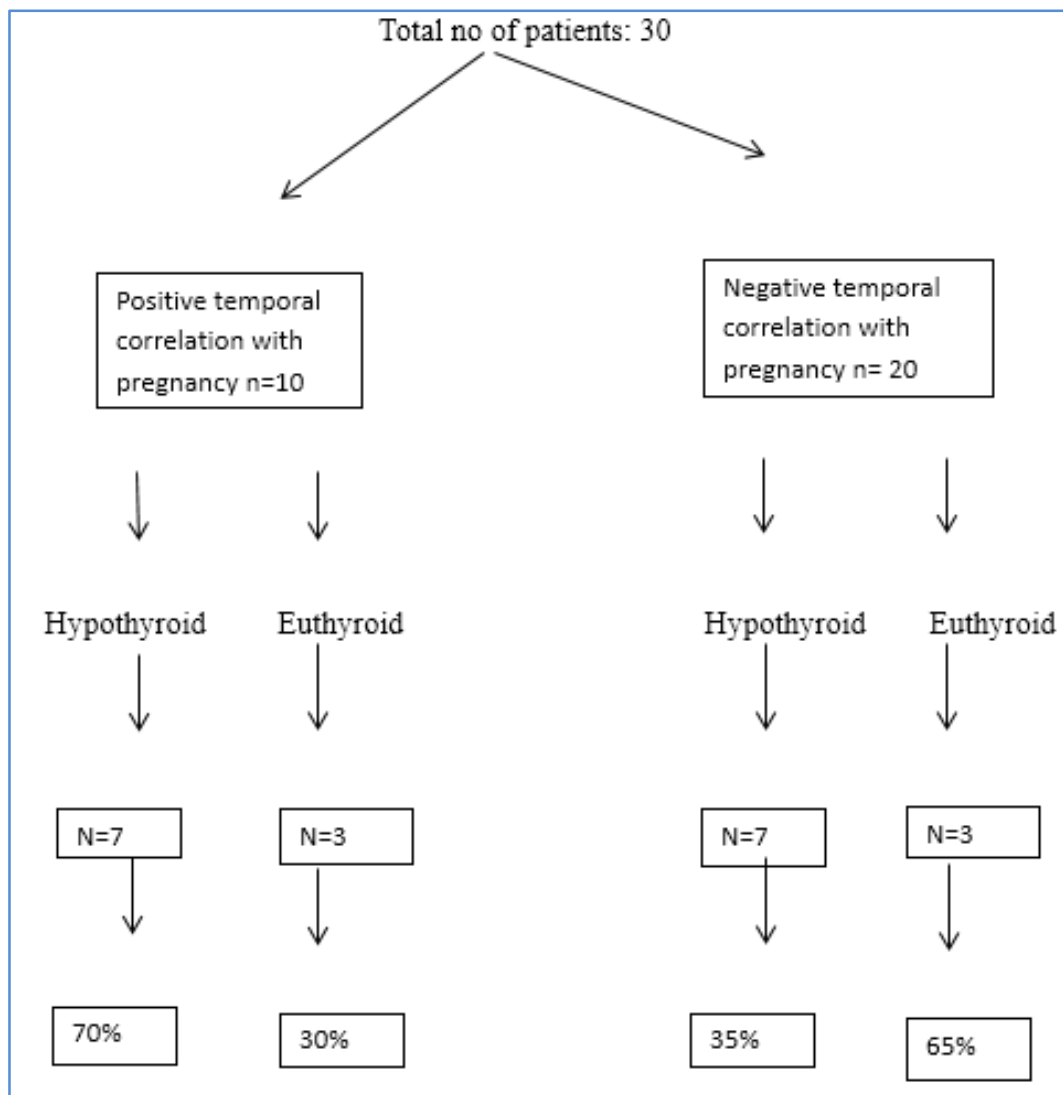 Total no of patients: 30
Positive temporal
correlation with
pregnancy n=10
Negative temporal
correlation with
pregnancy n= 20
Hypothyroid
Euthyroid
Hypothyroid
Euthyroid
N=7
N=3
N=7
N=3
70%
30%
35%
65%